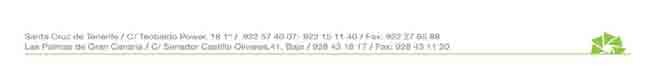 Santa Cruz de Tenerife / C/ Teobaldo Power, 18 1º / 922 57 40 07- 922 15 11 40 / Fax: 922 27 85 88
Las Palmas de Gran Canaria / C/ Senador Castillo Olivares,41, Bajo / 928 43 18 17 / Fax: 928 43 11 20